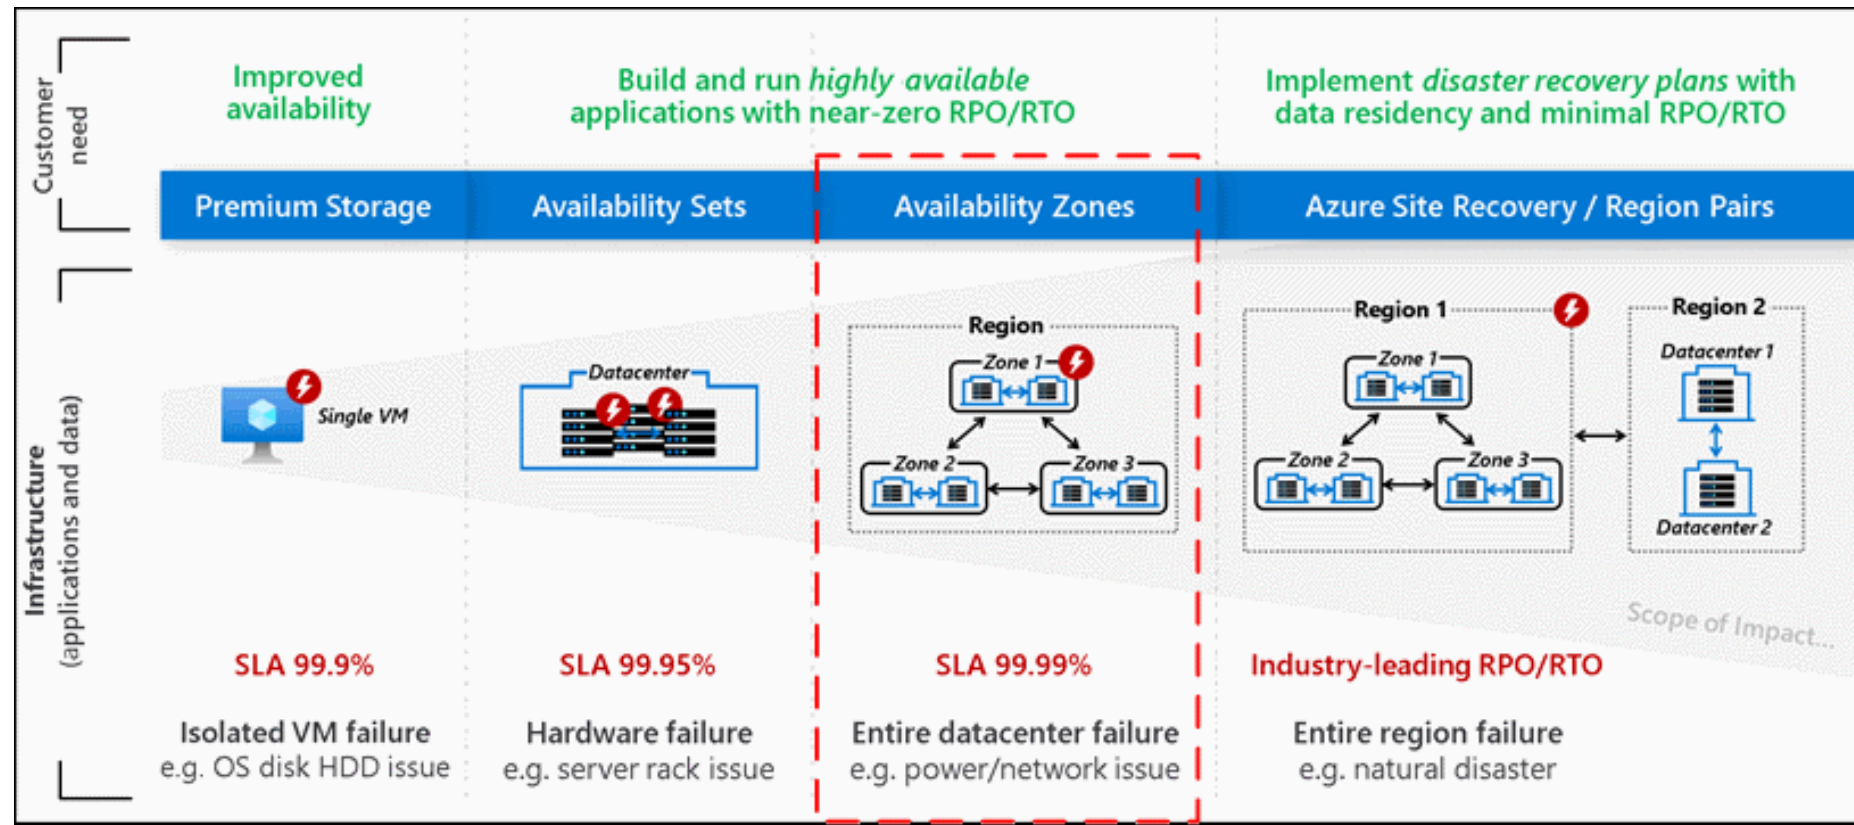 Customer
need
Improved
availability
Build and run highly available
applications with near-zero RPO/RTO
Implement disaster recovery plans with
data residency and minimal RPO/RTO
Premium Storage
Availability Sets
Availability Zones
Azure Site Recovery / Region Pairs
Infrastructure
(applications and data)
Single VM
Datacenter
Region
Zone 1
Zone 2
Zone 3
Region 1
Zone 1
Zone 2
Zone 3
Region 2
Datacenter 1
Datacenter 2
Scope of Impact...
SLA 99.9%
SLA 99.95%
SLA 99.99%
Industry-leading RPO/RTO
Isolated VM failure
e.g. OS disk HDD issue
Hardware failure
e.g. server rack issue
Entire datacenter failure
e.g. power/network issue
Entire region failure
e.g. natural disaster